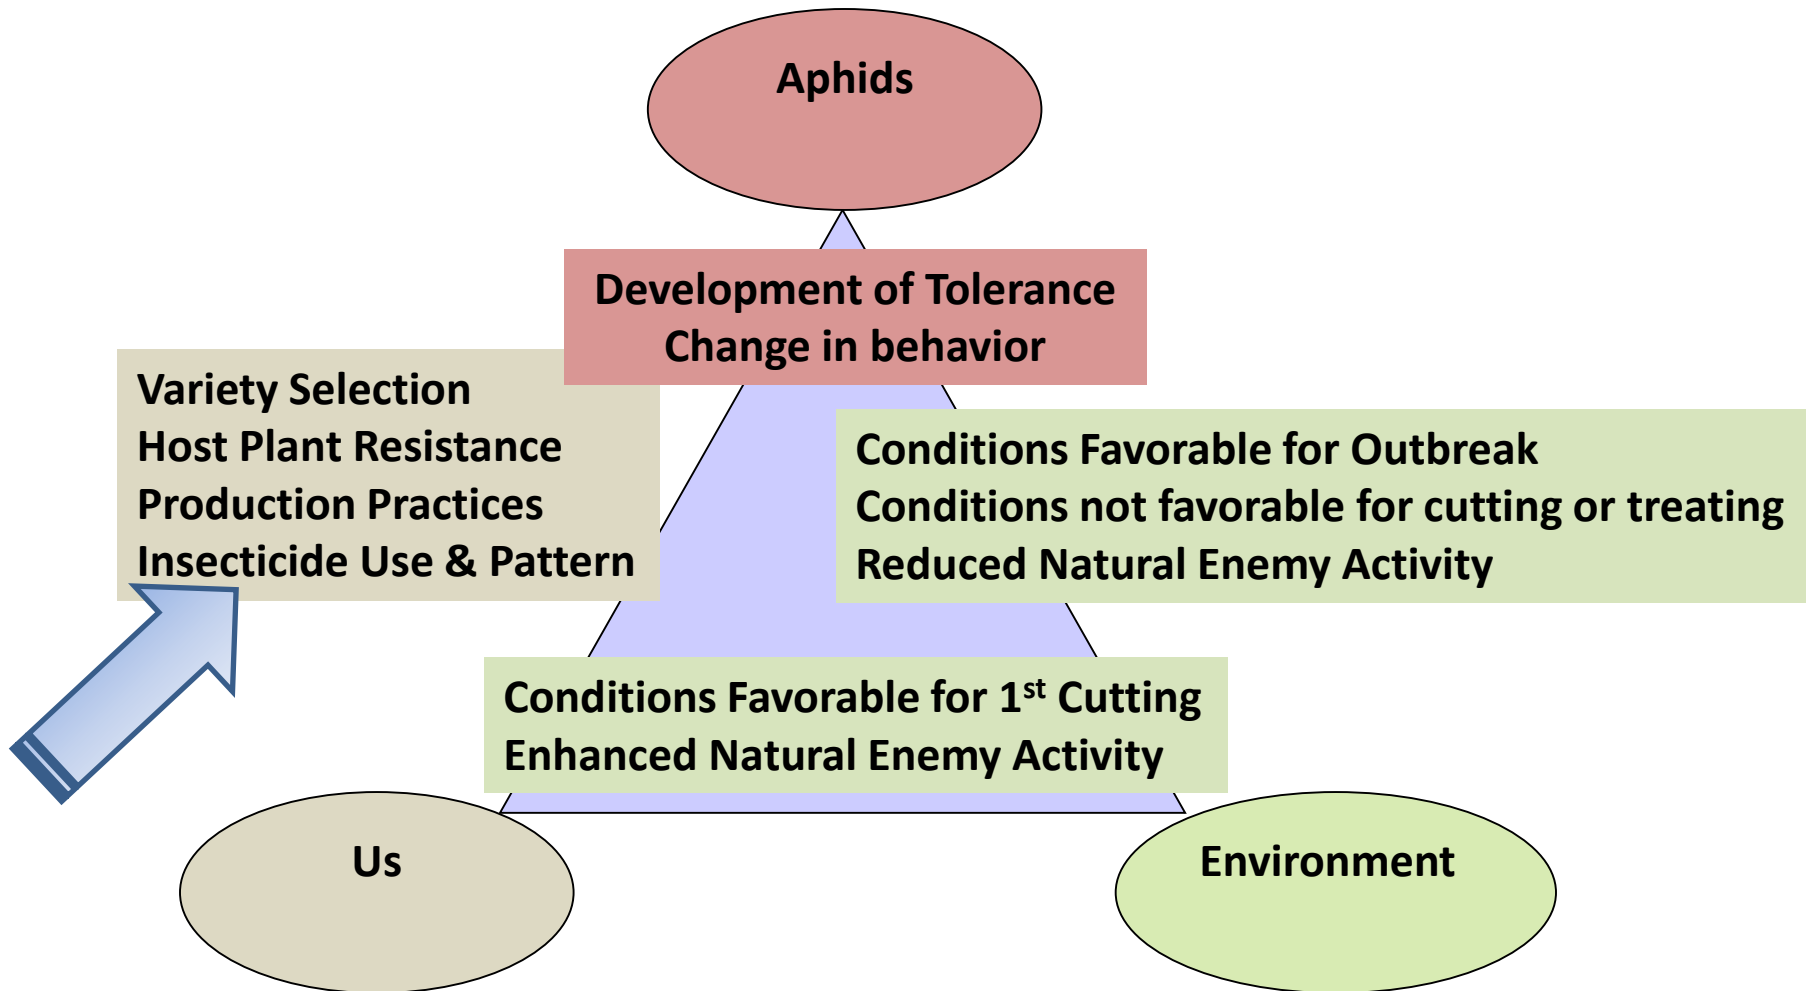 Aphids
Development of Tolerance
Change in behavior
Variety Selection
Host Plant Resistance
Production Practices
Insecticide Use & Pattern
Conditions Favorable for Outbreak
Conditions not favorable for cutting or treating
Reduced Natural Enemy Activity
Conditions Favorable for 1st Cutting
Enhanced Natural Enemy Activity
Us
Environment